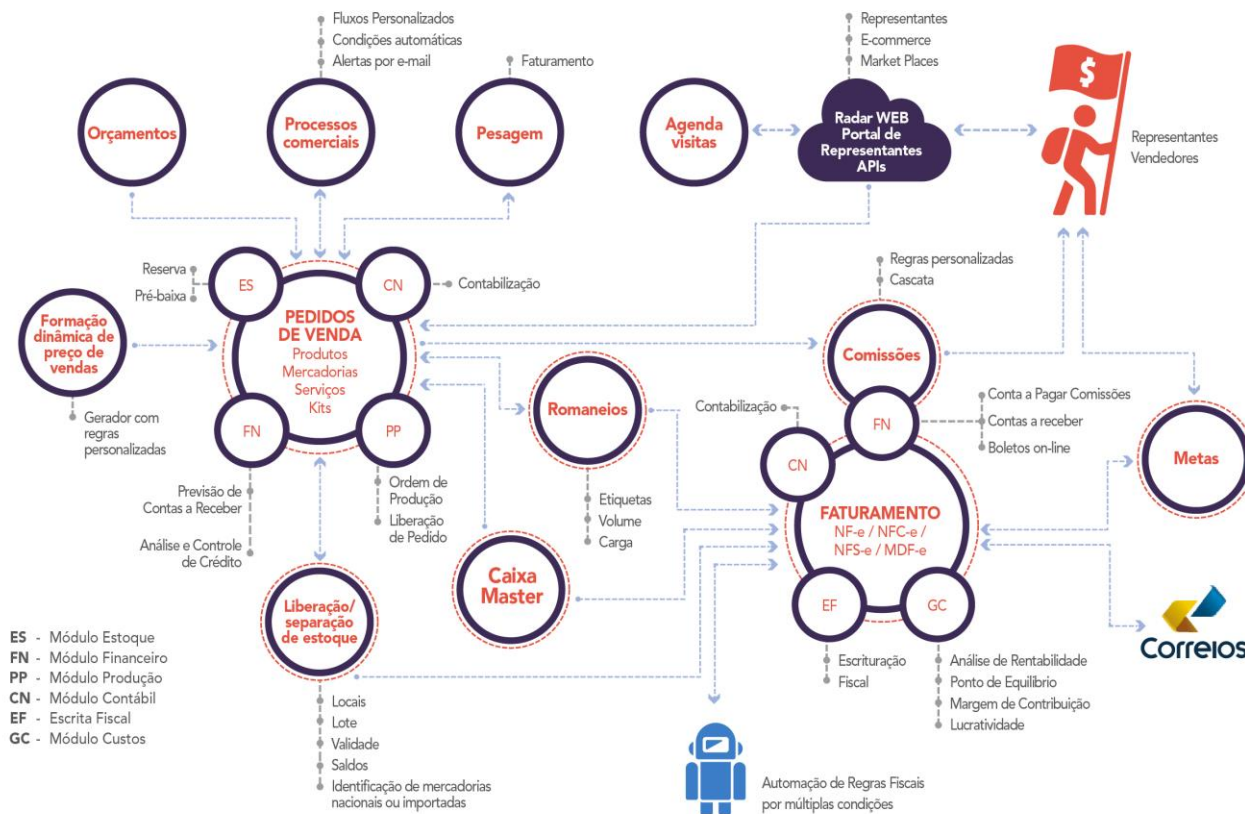 Fluxos Personalizados
Condições automáticas
Alertas por e-mail
Faturamento
Representantes
E-commerce
Market Places
Orçamentos
Processos
comerciais
Pesagem
Agenda
visitas
Radar WEB
Portal de
Representantes
APIs
$
Representantes
Vendedores
Reserva
Pré-baixa
ES
CN
Contabilização
Regras personalizadas
Cascata
Formação
dinâmica de
preço de
vendas
Gerador com
regras
personalizadas
PEDIDOS
DE VENDA
Produtos
Mercadorias
Serviços
Kits
FN
PP
Previsão de
Contas a Receber
Análise e Controle
de Crédito
Ordem de
Produção
Liberação
de Pedido
Romaneios
Etiquetas
Volume
Carga
Comissões
FN
Conta a Pagar Comissões
Contas a receber
Boletos on-line
Contabilização
CN
Metas
FATURAMENTO
NF-e / NFC-e /
NFS-e / MDF-e
EF
GC
Escrituração
Fiscal
Análise de Rentabilidade
Ponto de Equilíbrio
Margem de Contribuição
Lucratividade
Caixa
Master
Liberação/
separação
de estoque
Locais
Lote
Validade
Saldos
Identificação de mercadorias
nacionais ou importadas
Correios
Automação de Regras Fiscais
por múltiplas condições
ES - Módulo Estoque
FN - Módulo Financeiro
PP - Módulo Produção
CN - Módulo Contábil
EF - Escrita Fiscal
GC - Módulo Custos